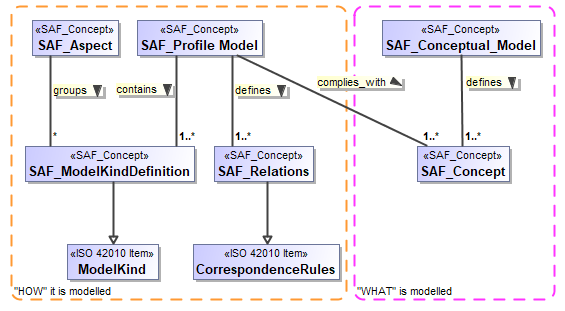 «SAF_Concept»
SAF_Aspect
«SAF_Concept»
SAF_Profile Model
«SAF_Concept»
SAF_Conceptual_Model
groups
contains
defines
complies_with
defines
*
1..*
1..*
1..*
1..*
«SAF_Concept»
SAF_ModelKindDefinition
«SAF_Concept»
SAF_Relations
«SAF_Concept»
SAF_Concept
«ISO 42010 Item»
ModelKind
«ISO 42010 Item»
CorrespondenceRules
"HOW" it is modelled
"WHAT" is modelled